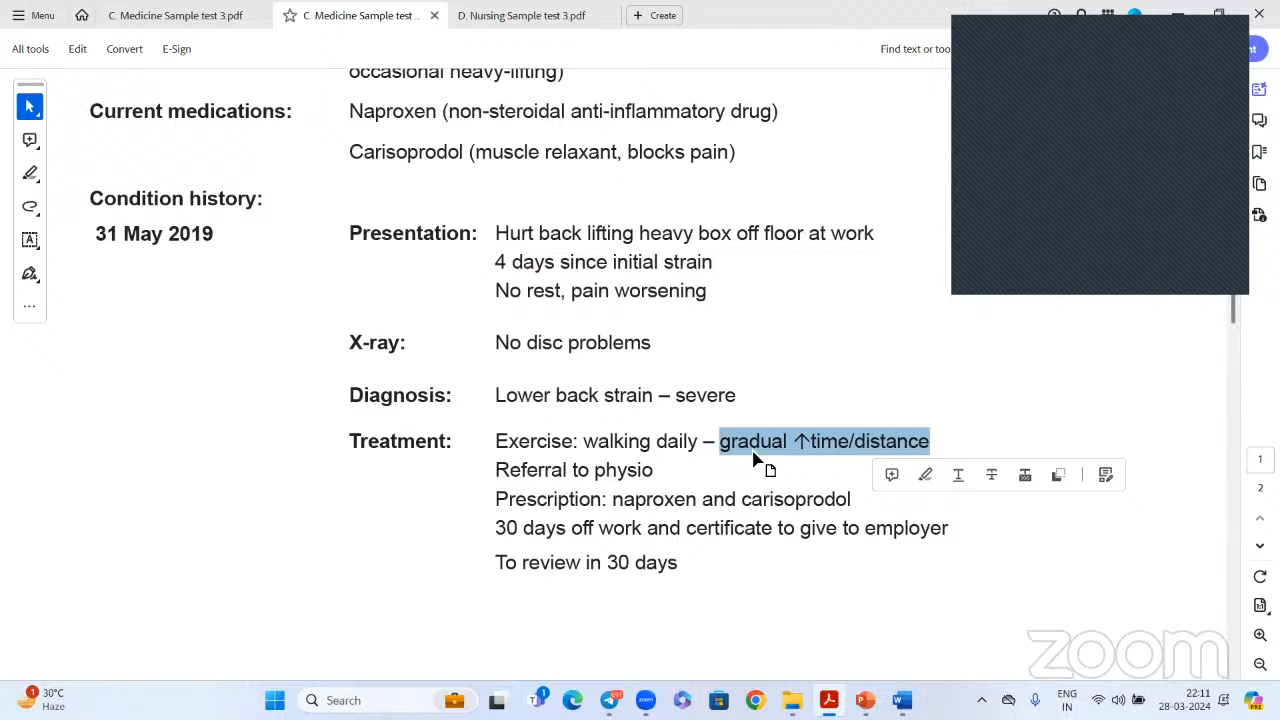 Menu
C. Medicine Sample test 3.pdf
C. Medicine Sample test ...
D. Nursing Sample test 3.pdf
Create
All tools
Edit
Convert
E-Sign
Find text or too
nt
occasional heavy-lifting)
Current medications:
Naproxen (non-steroidal anti-inflammatory drug)
Carisoprodol (muscle relaxant, blocks pain)
Condition history:
31 May 2019
Presentation: Hurt back lifting heavy box off floor at work
4 days since initial strain
No rest, pain worsening
X-ray: No disc problems
Diagnosis: Lower back strain – severe
Treatment: Exercise: walking daily – gradual ↑time/distance
Referral to physio
Prescription: naproxen and carisoprodol
30 days off work and certificate to give to employer
To review in 30 days
1
2
zoom
1
30°C
Haze
Search
1
691
zoom
ENG
IN
22:11
28-03-2024
PRE